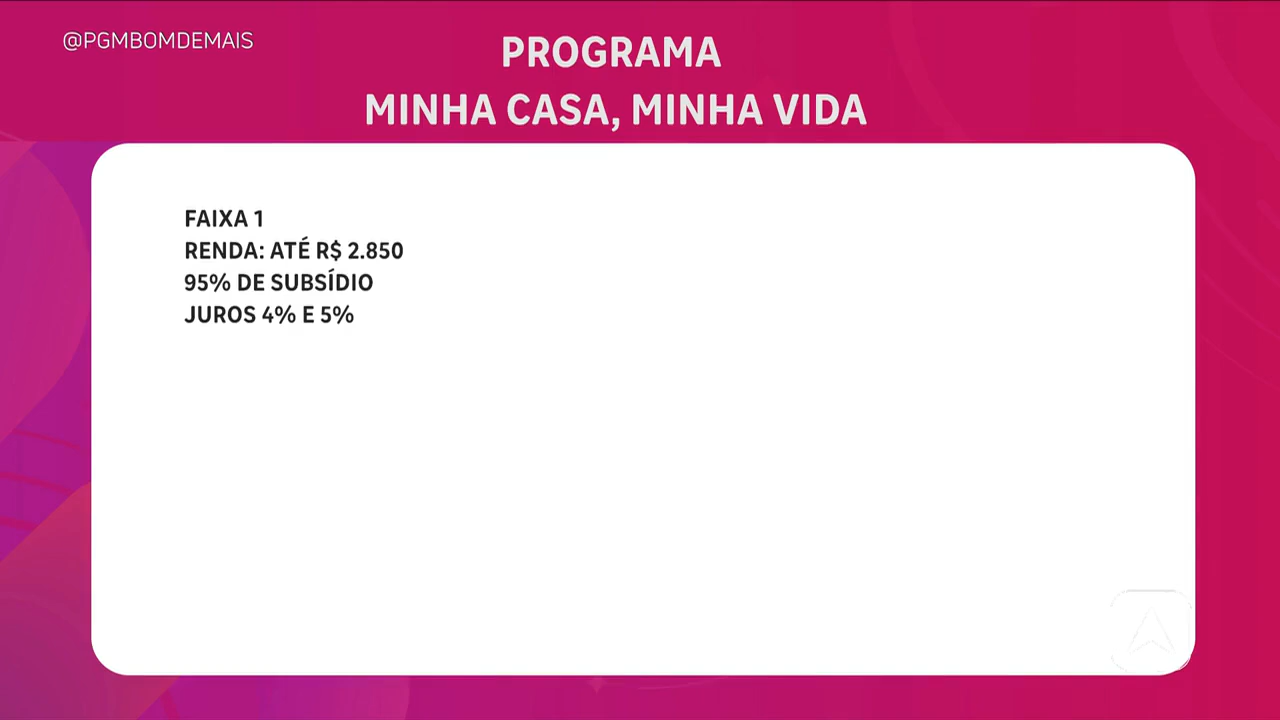 @PGMBOMDEMAIS
PROGRAMA
MINHA CASA, MINHA VIDA
FAIXA 1
RENDA: ATÉ R$ 2.850
95% DE SUBSÍDIO
JUROS 4% E 5%